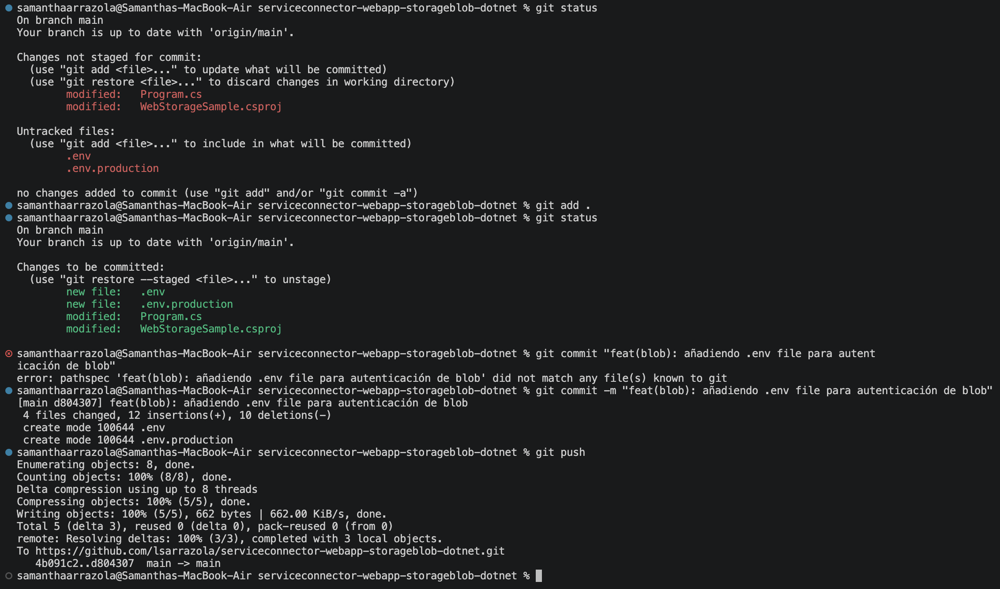 samanthaarrazola@Samanthas-MacBook-Air serviceconnector-webapp-storageblob-dotnet % git status
On branch main
Your branch is up to date with 'origin/main'.
Changes not staged for commit:
(use "git add <file>..." to update what will be committed)
(use "git restore <file>..." to discard changes in working directory)
modified:   Program.cs
modified:   WebStorageSample.csproj
Untracked files:
(use "git add <file>..." to include in what will be committed)
.env
.env.production
no changes added to commit (use "git add" and/or "git commit -a")
samanthaarrazola@Samanthas-MacBook-Air serviceconnector-webapp-storageblob-dotnet % git add .
samanthaarrazola@Samanthas-MacBook-Air serviceconnector-webapp-storageblob-dotnet % git status
On branch main
Your branch is up to date with 'origin/main'.
Changes to be committed:
(use "git restore --staged <file>..." to unstage)
new file:   .env
new file:   .env.production
modified:   Program.cs
modified:   WebStorageSample.csproj
samanthaarrazola@Samanthas-MacBook-Air serviceconnector-webapp-storageblob-dotnet % git commit "feat(blob): añadiendo .env file para autent
icación de blob"
error: pathspec 'feat(blob): añadiendo .env file para autenticación de blob' did not match any file(s) known to git
samanthaarrazola@Samanthas-MacBook-Air serviceconnector-webapp-storageblob-dotnet % git commit -m "feat(blob): añadiendo .env file para autenticación de blob"
[main d804307] feat(blob): añadiendo .env file para autenticación de blob
4 files changed, 12 insertions(+), 10 deletions(-)
create mode 100644 .env
create mode 100644 .env.production
samanthaarrazola@Samanthas-MacBook-Air serviceconnector-webapp-storageblob-dotnet % git push
Enumerating objects: 8, done.
Counting objects: 100% (8/8), done.
Delta compression using up to 8 threads
Compressing objects: 100% (5/5), done.
Writing objects: 100% (5/5), 662 bytes | 662.00 KiB/s, done.
Total 5 (delta 3), reused 0 (delta 0), pack-reused 0 (from 0)
remote: Resolving deltas: 100% (3/3), completed with 3 local objects.
To https://github.com/lsarrazola/serviceconnector-webapp-storageblob-dotnet.git
4b091c2..d804307  main -> main
samanthaarrazola@Samanthas-MacBook-Air serviceconnector-webapp-storageblob-dotnet %